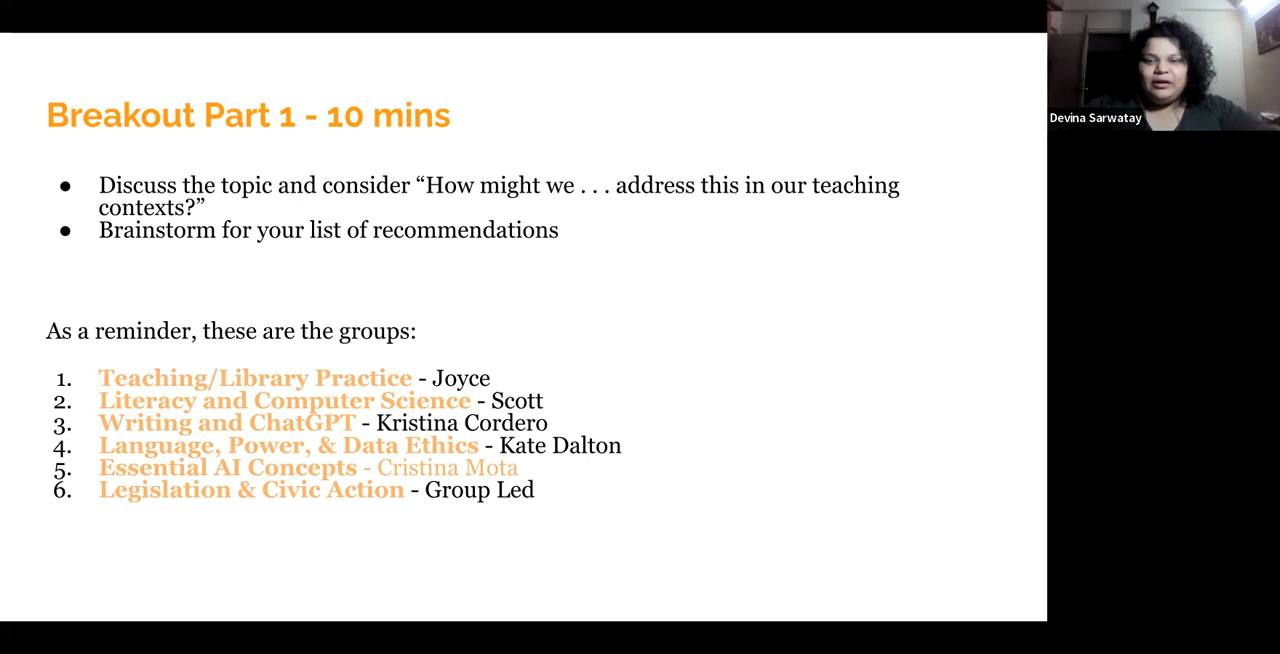 Breakout Part 1 - 10 mins
● Discuss the topic and consider “How might we . . . address this in our teaching
contexts?”
● Brainstorm for your list of recommendations
As a reminder, these are the groups:
1. Teaching/Library Practice - Joyce
2. Literacy and Computer Science - Scott
3. Writing and ChatGPT - Kristina Cordero
4. Language, Power, & Data Ethics - Kate Dalton
5. Essential AI Concepts - Cristina Mota
6. Legislation & Civic Action - Group Led
Devina Sarwatay